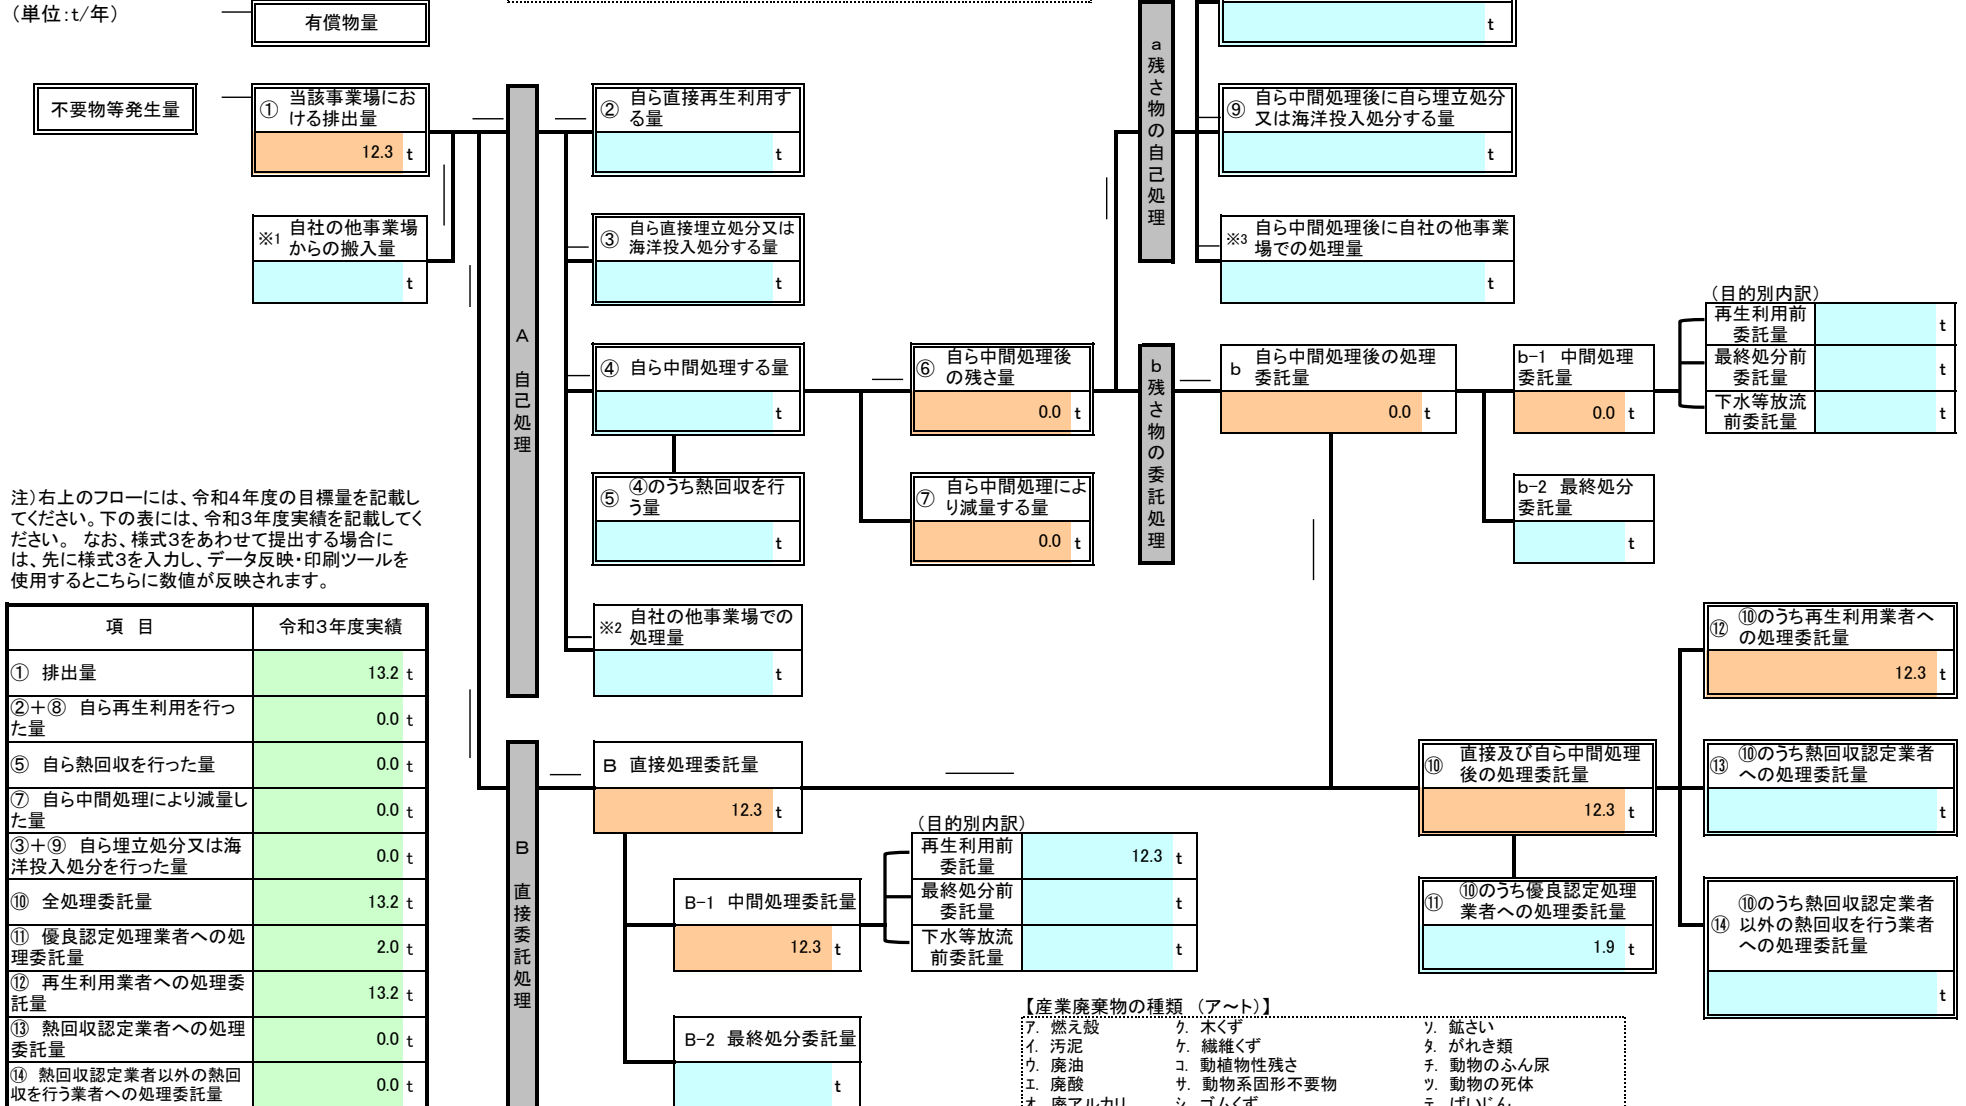 （単位:t/年）
有償物量
t
不要物等発生量
① 当該事業場にお
ける排出量
12.3 t
※1 自社の他事業場
からの搬入量
t
A 自己処理
② 自ら直接再生利用す
る量
t
③ 自ら直接埋立処分又は
海洋投入処分する量
t
④ 自ら中間処理する量
t
⑤ ④のうち熱回収を行
う量
t
※2 自社の他事業場での
処理量
t
⑥ 自ら中間処理後
の残さ量
0.0 t
⑦ 自ら中間処理によ
り減量する量
0.0 t
a残さ物の自己処理
⑨ 自ら中間処理後に自ら埋立処分
又は海洋投入処分する量
t
※3 自ら中間処理後に自社の他事業
場での処理量
t
b残さ物の委託処理
b 自ら中間処理後の処理
委託量
0.0 t
b-1 中間処理
委託量
0.0 t
（目的別内訳）
再生利用前
委託量
t
最終処分前
委託量
t
下水等放流
前委託量
t
b-2 最終処分
委託量
t
注）右上のフローには、令和4年度の目標量を記載し
てください。下の表には、令和3年度実績を記載してく
ださい。 なお、様式3をあわせて提出する場合に
は、先に様式3を入力し、データ反映・印刷ツールを
使用するとこちらに数値が反映されます。
項 目 令和3年度実績
① 排出量 13.2 t
②＋⑧ 自ら再生利用を行っ
た量 0.0 t
⑤ 自ら熱回収を行った量 0.0 t
⑦ 自ら中間処理により減量し
た量 0.0 t
③＋⑨ 自ら埋立処分又は海
洋投入処分を行った量 0.0 t
⑩ 全処理委託量 13.2 t
⑪ 優良認定処理業者への処
理委託量 2.0 t
⑫ 再生利用業者への処理委
託量 13.2 t
⑬ 熱回収認定業者への処理
委託量 0.0 t
⑭ 熱回収認定業者以外の熱回
収を行う業者への処理委託量 0.0 t
B 直接委託処理
B 直接処理委託量
12.3 t
B-1 中間処理委託量
12.3 t
（目的別内訳）
再生利用前
委託量
12.3 t
最終処分前
委託量
t
下水等放流
前委託量
t
B-2 最終処分委託量
t
⑩ 直接及び自ら中間処理
後の処理委託量
12.3 t
⑪ ⑩のうち優良認定処理
業者への処理委託量
1.9 t
⑫ ⑩のうち再生利用業者へ
の処理委託量
12.3 t
⑬ ⑩のうち熱回収認定業者
への処理委託量
t
⑭ ⑩のうち熱回収認定業者
以外の熱回収を行う業者
への処理委託量
t
【産業廃棄物の種類 （ア～ト）】
ア. 燃え殻 ク. 木くず ソ. 鉱さい
イ. 汚泥 ケ. 繊維くず タ. がれき類
ウ. 廃油 コ. 動植物性残さ チ. 動物のふん尿
エ. 廃酸 サ. 動物系固形不要物 ツ. 動物の死体
オ. 廃アルカリ シ. ゴムくず テ. ばいじん